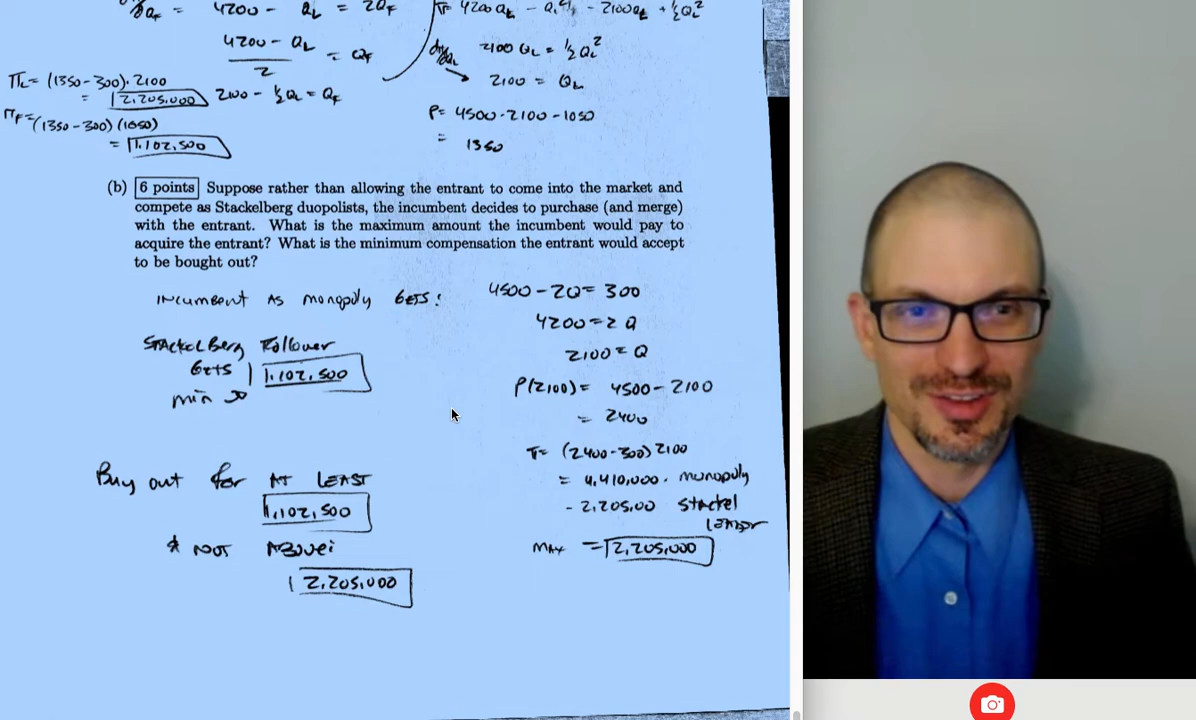 4200 - QL = 2QF
4200 - QL
2
= QF
2100 - ½QL = QF
ΠL = (1350-300)·2100
= 2,205,000
ΠF = (1350-300)(1050)
= 1,102,500
2100 QL = ½QL²
2100 = QL
P = 4500 - 2100 - 1050
= 1350
(b) 6 points Suppose rather than allowing the entrant to come into the market and
compete as Stackelberg duopolists, the incumbent decides to purchase (and merge)
with the entrant. What is the maximum amount the incumbent would pay to
acquire the entrant? What is the minimum compensation the entrant would accept
to be bought out?
Incumbent as monopoly gets:
Stackelberg Follower
Gets 1,102,500
min
Buy out for at least
1,102,500
& not above:
2,205,000
4500 - 2Q = 300
4200 = 2Q
2100 = Q
P(2100) = 4500 - 2100
= 2400
π = (2400-300) 2100
= 4,410,000 · monopoly
- 2,205,00 Stackel
Leader
Max = 2,205,000